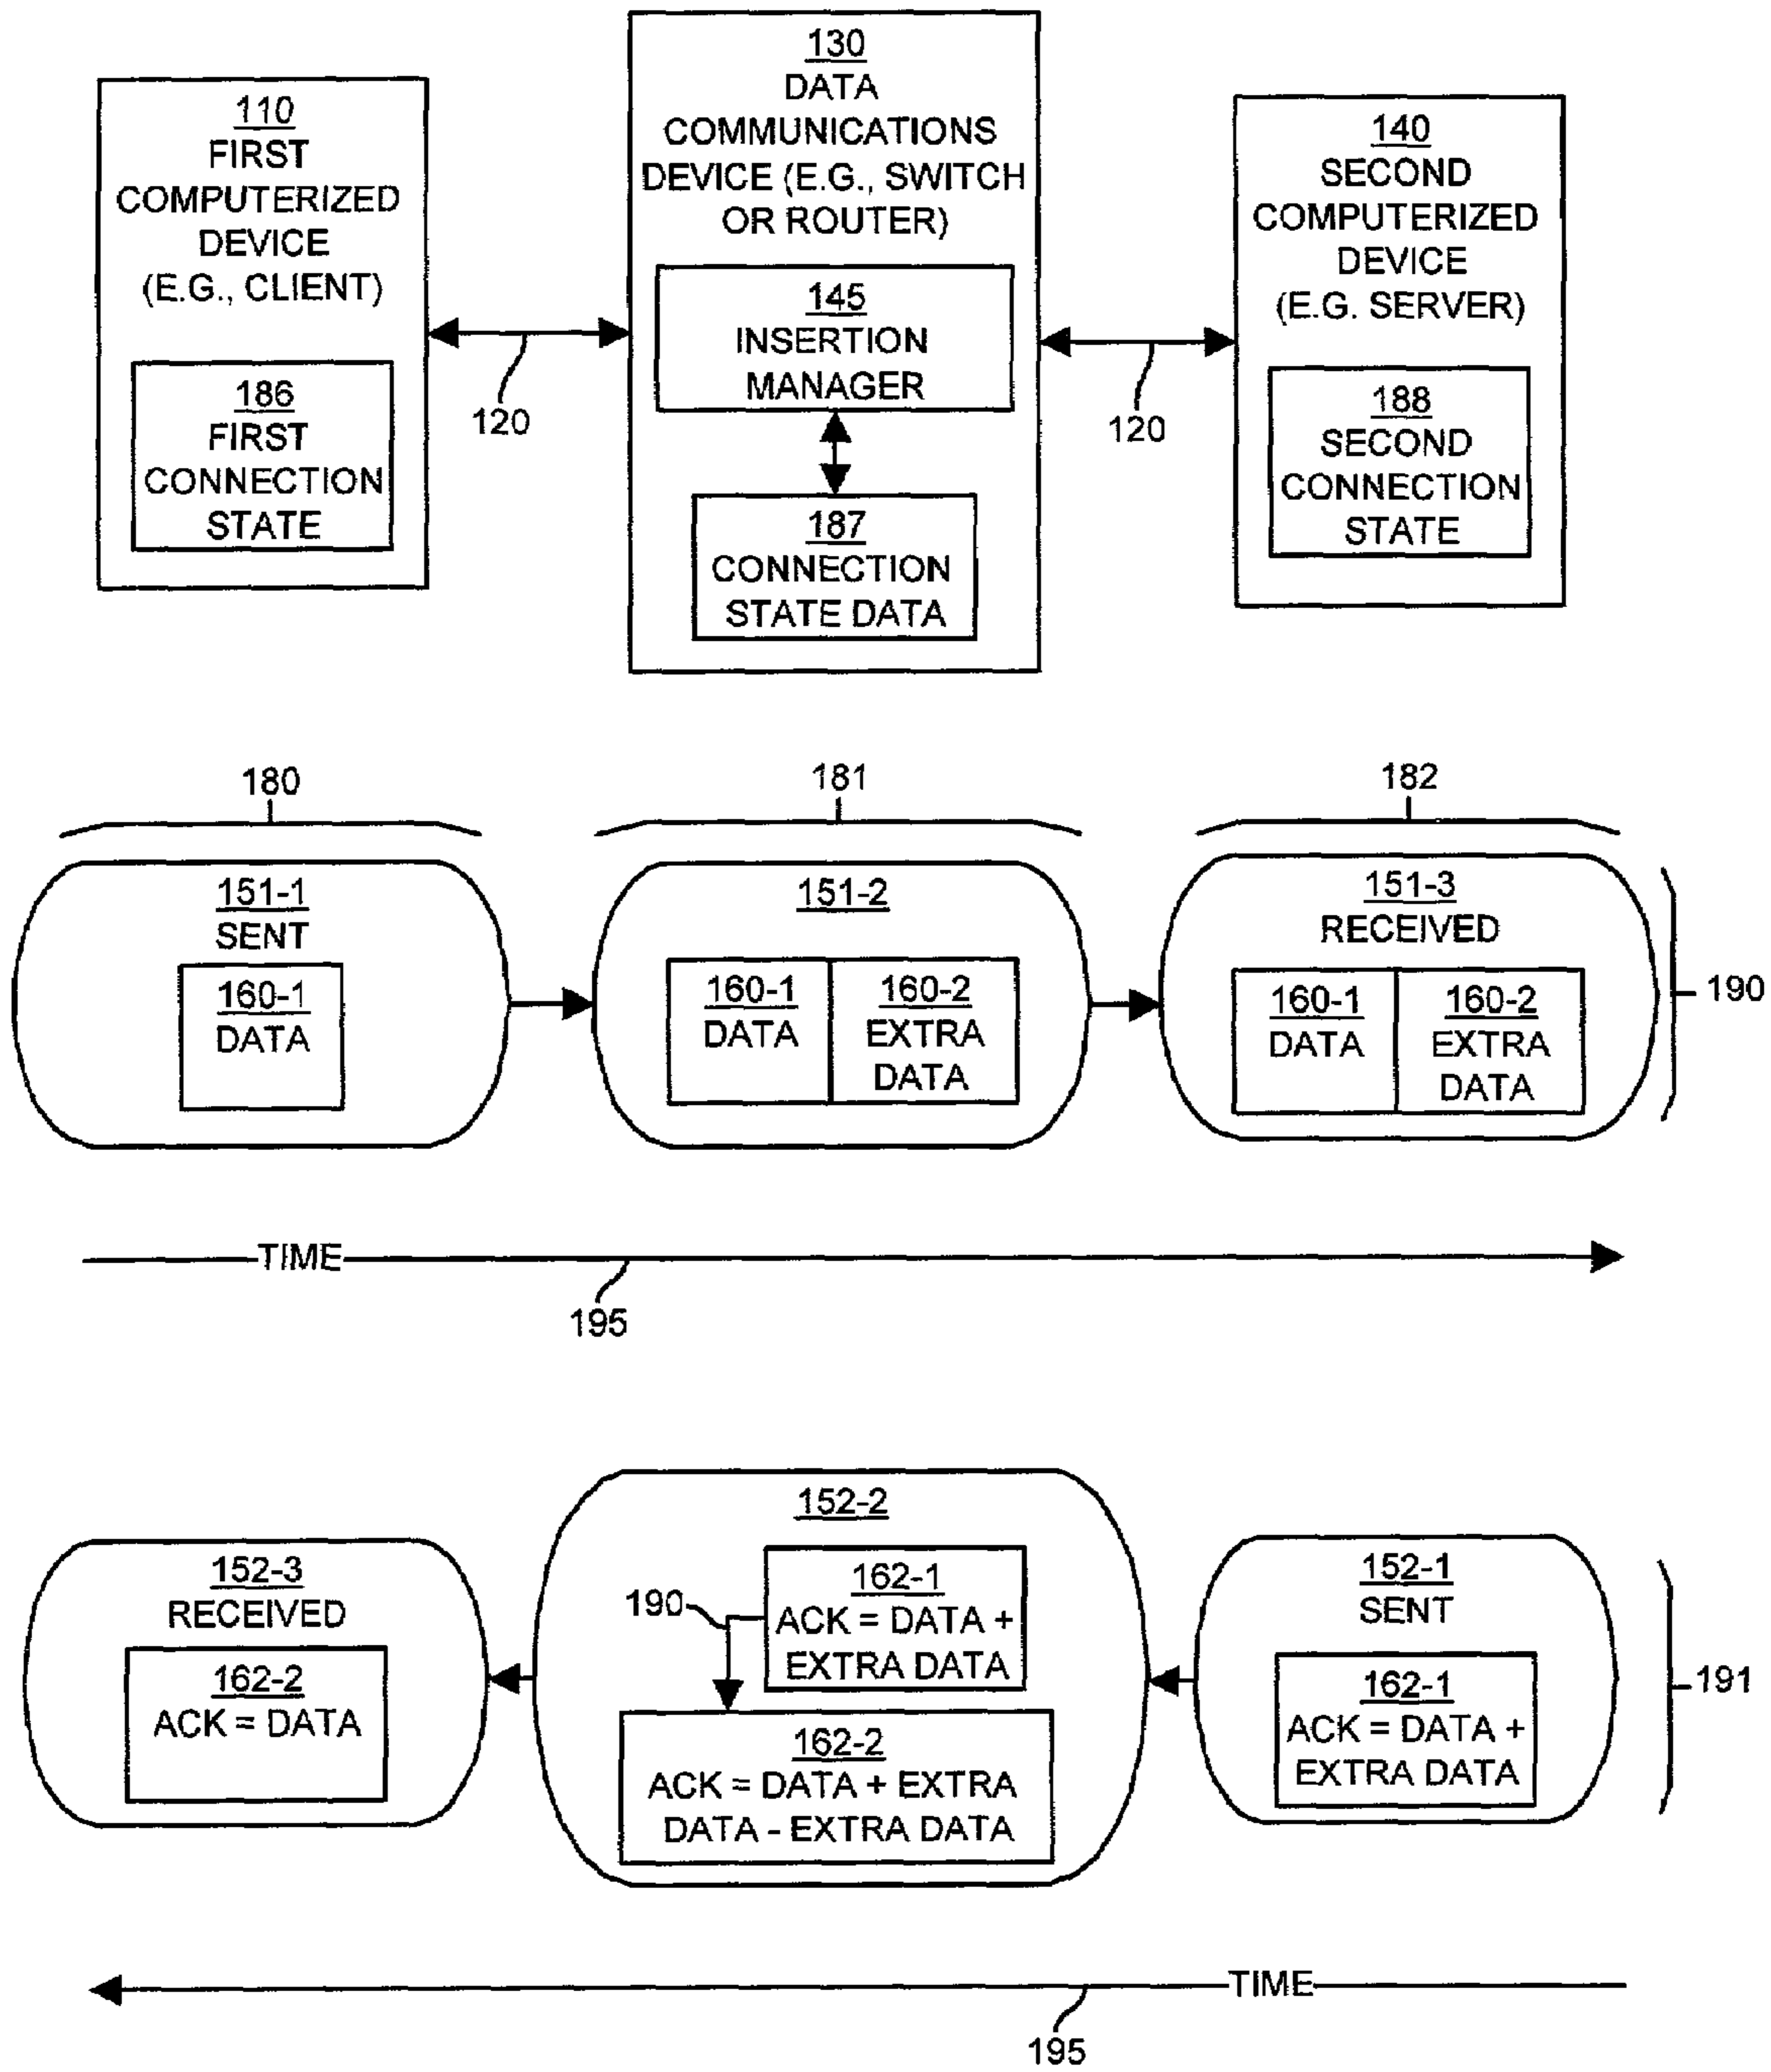 110
FIRST
COMPUTERIZED
DEVICE
(E.G., CLIENT)
186
FIRST
CONNECTION
STATE
120
130
DATA
COMMUNICATIONS
DEVICE (E.G., SWITCH
OR ROUTER)
145
INSERTION
MANAGER
187
CONNECTION
STATE DATA
120
140
SECOND
COMPUTERIZED
DEVICE
(E.G. SERVER)
188
SECOND
CONNECTION
STATE
180
181
182
151-1
SENT
160-1
DATA
151-2
160-1
DATA
160-2
EXTRA
DATA
151-3
RECEIVED
160-1
DATA
160-2
EXTRA
DATA
190
TIME
195
152-3
RECEIVED
162-2
ACK = DATA
152-2
190
162-1
ACK = DATA +
EXTRA DATA
162-2
ACK = DATA + EXTRA
DATA - EXTRA DATA
152-1
SENT
162-1
ACK = DATA +
EXTRA DATA
191
TIME
195